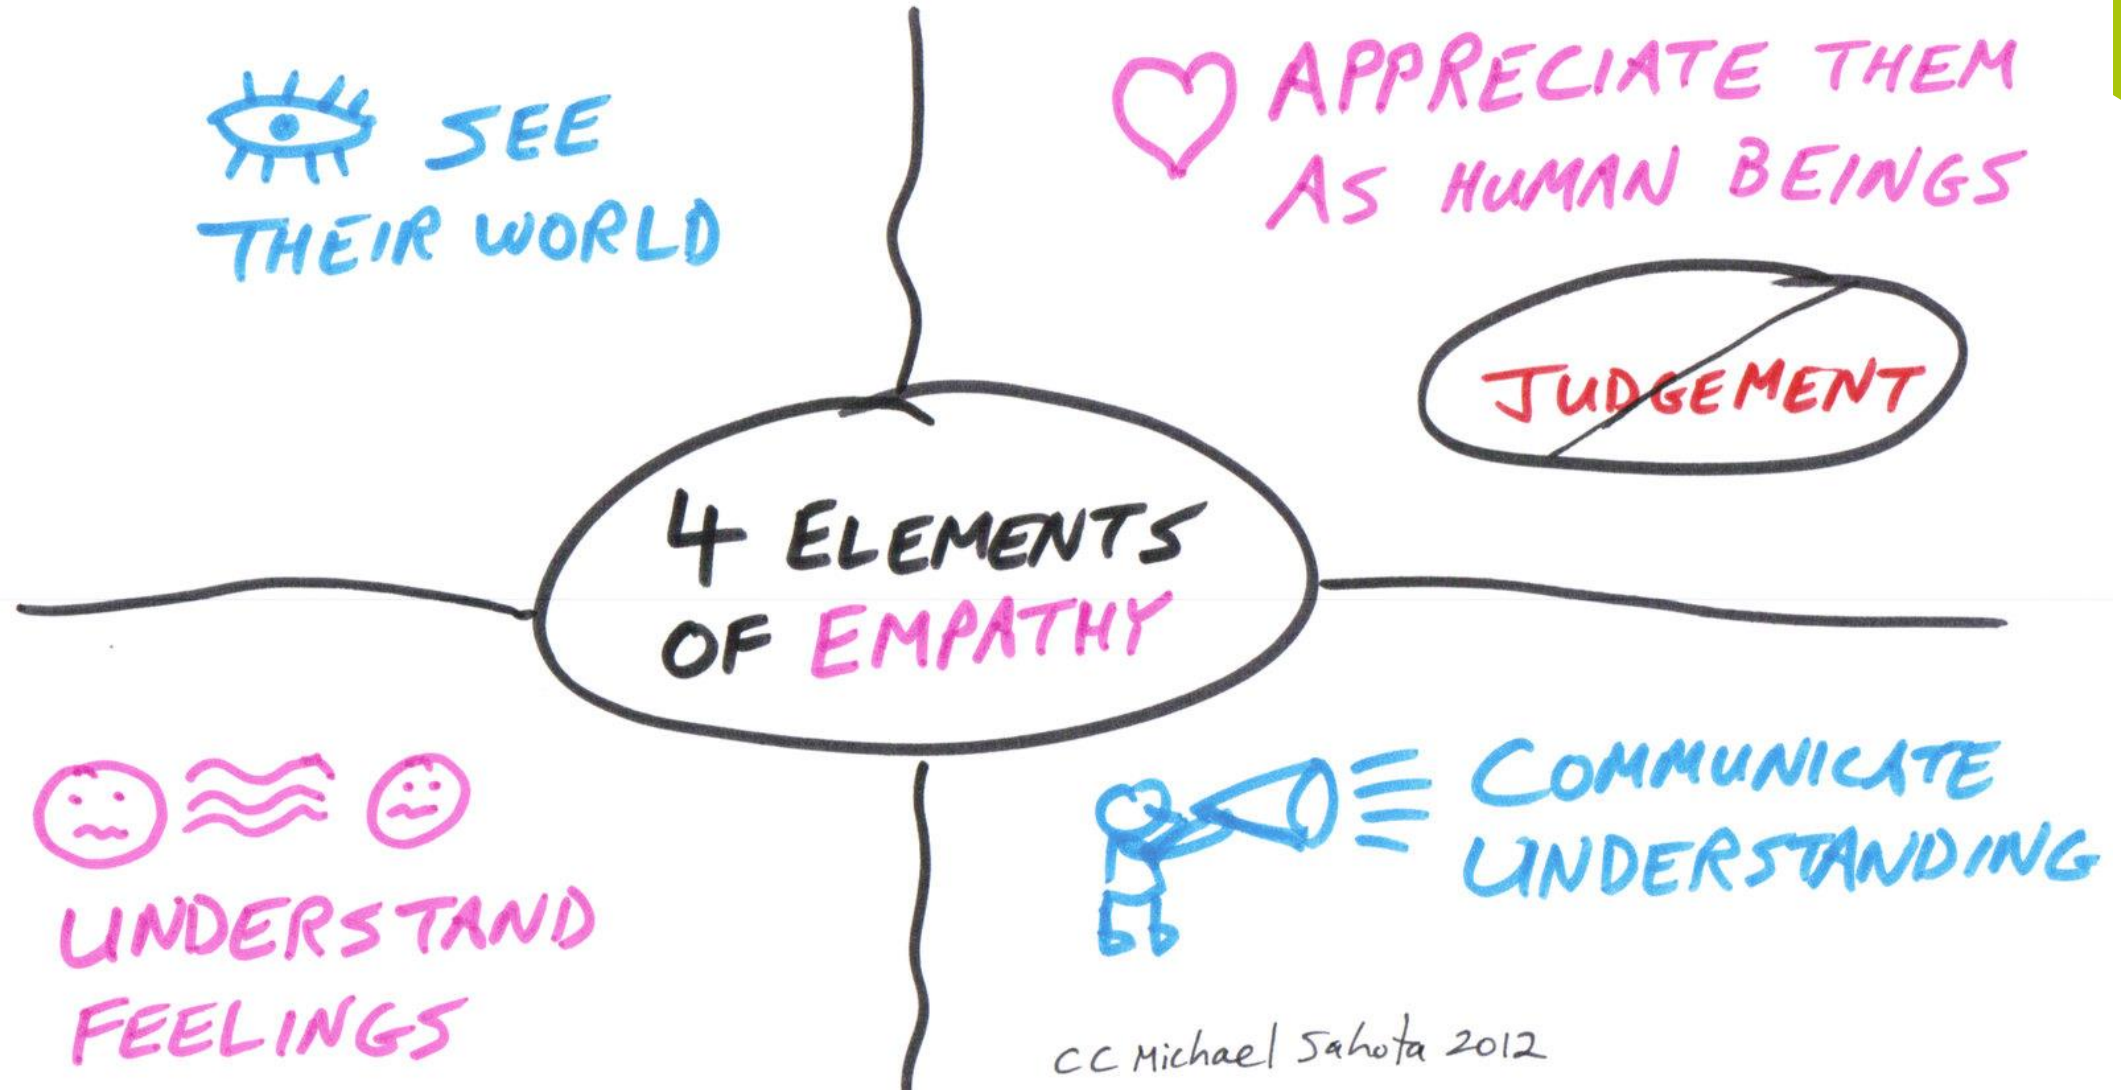 SEE
THEIR WORLD
APPRECIATE THEM
AS HUMAN BEINGS
JUDGEMENT
4 ELEMENTS
OF EMPATHY
UNDERSTAND
FEELINGS
COMMUNICATE
UNDERSTANDING
CC Michael Sahota 2012